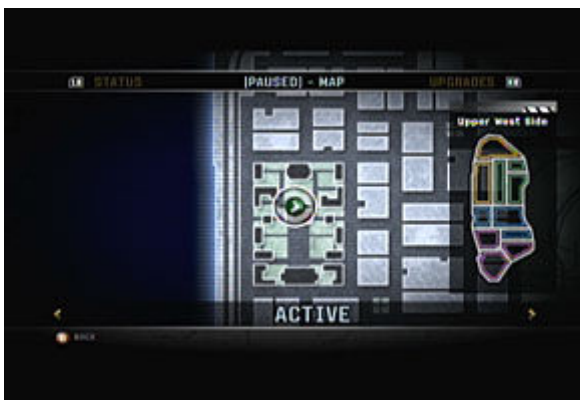 LB STATUS [PAUSED] - MAP UPGRADES RB
Upper West Side
ACTIVE
B BACK